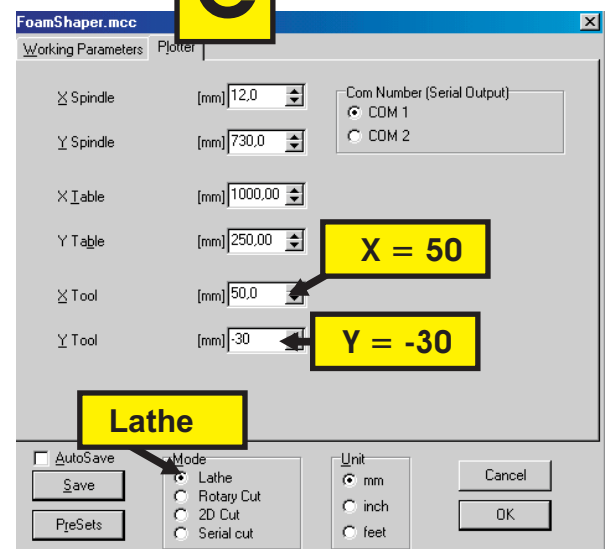 C
FoamShaper.mcc
Working Parameters Plotter
X Spindle [mm] 12,0
Com Number (Serial Output)
COM 1
Y Spindle [mm] 730,0
COM 2
X Table [mm] 1000,00
Y Table [mm] 250,00
X = 50
X Tool [mm] 50,0
Y Tool [mm] -30
Y = -30
Lathe
AutoSave
Save
PreSets
Mode
Lathe
Rotary Cut
2D Cut
Serial cut
Unit
mm
inch
feet
Cancel
OK